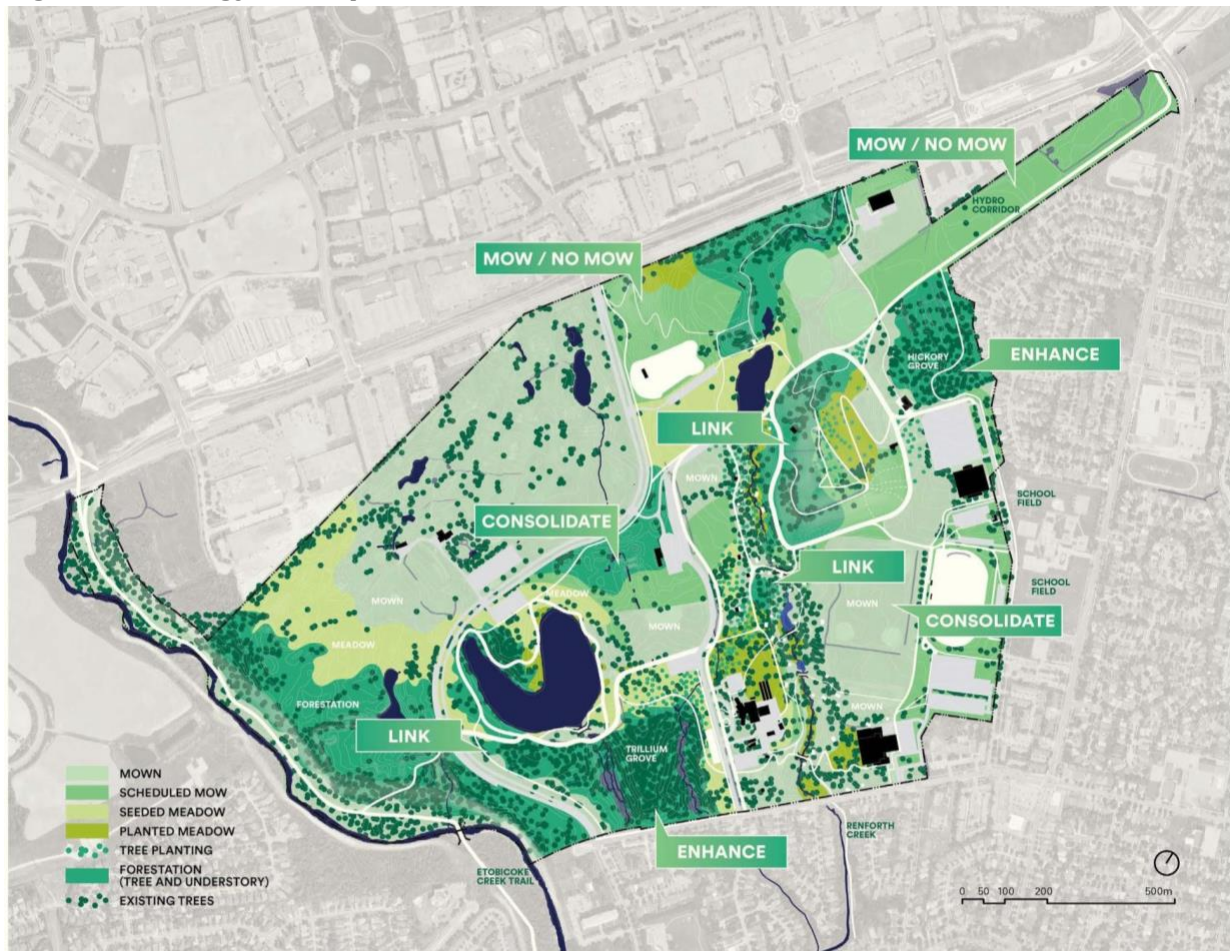 MOW / NO MOW
HYDRO
CORRIDOR
MOW / NO MOW
HICKORY
GROVE
ENHANCE
LINK
MOWN
SCHOOL
FIELD
CONSOLIDATE
LINK
SCHOOL
FIELD
MOWN
MEADOW
MOWN
MOWN
CONSOLIDATE
MEADOW
FORESTATION
MOWN
LINK
TRILLIUM
GROVE
MOWN
SCHEDULED MOW
SEEDED MEADOW
PLANTED MEADOW
TREE PLANTING
FORESTATION
(TREE AND UNDERSTORY)
EXISTING TREES
RENFORTH
CREEK
ENHANCE
ETOBICOKE
CREEK TRAIL
0 50 100 200 500m